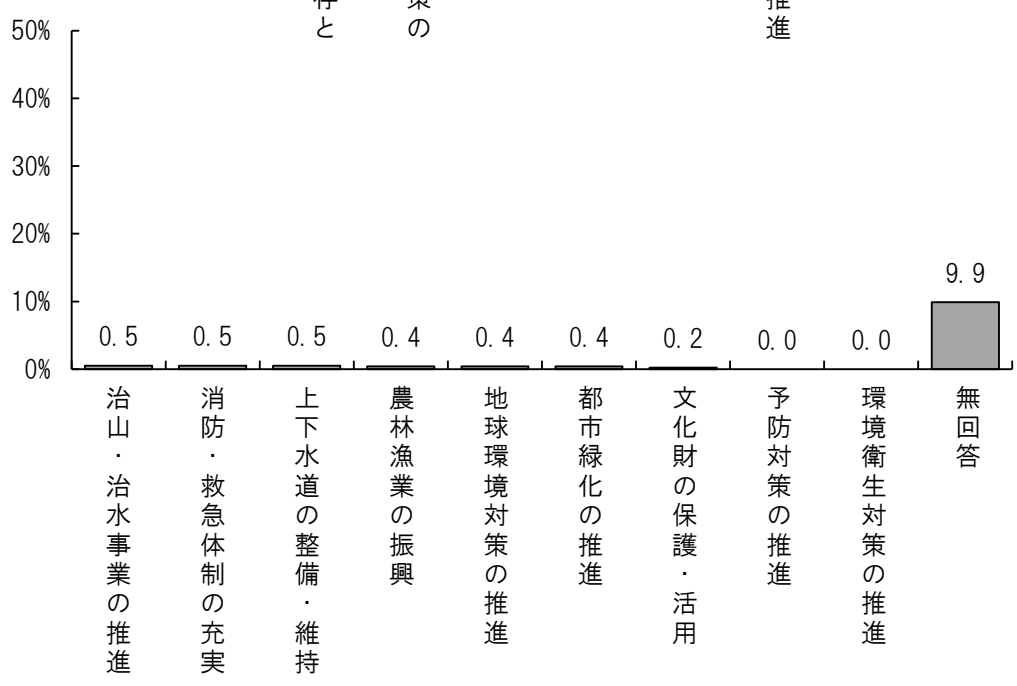 存と
策の
推進
50%
40%
30%
20%
10%
0%
0.5
0.5
0.5
0.4
0.4
0.4
0.2
0.0
0.0
9.9
治山・治水事業の推進
消防・救急体制の充実
上下水道の整備・維持
農林漁業の振興
地球環境対策の推進
都市緑化の推進
文化財の保護・活用
予防対策の推進
環境衛生対策の推進
無回答